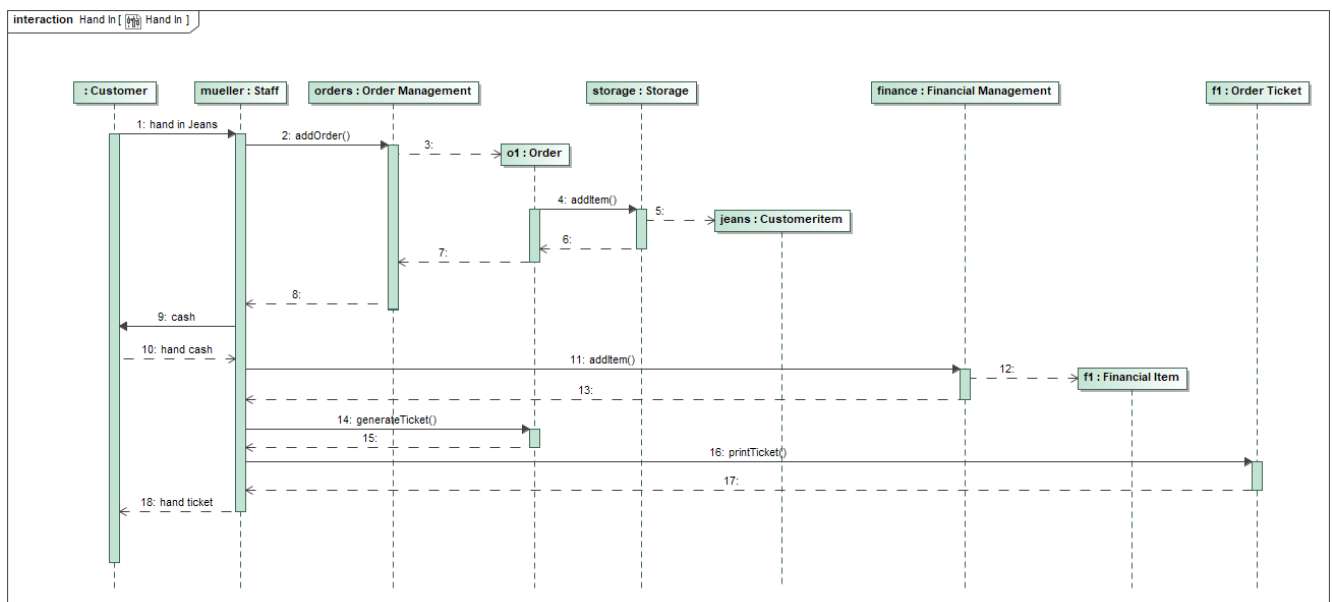 interaction Hand In [ Hand In ]
: Customer
mueller : Staff
orders : Order Management
storage : Storage
finance : Financial Management
f1 : Order Ticket
1: hand in Jeans
2: addOrder()
3:
o1 : Order
4: addItem()
5:
jeans : Customeritem
6:
7:
8:
9: cash
10: hand cash
11: addItem()
12:
f1 : Financial Item
13:
14: generateTicket()
15:
16: printTicket()
17:
18: hand ticket